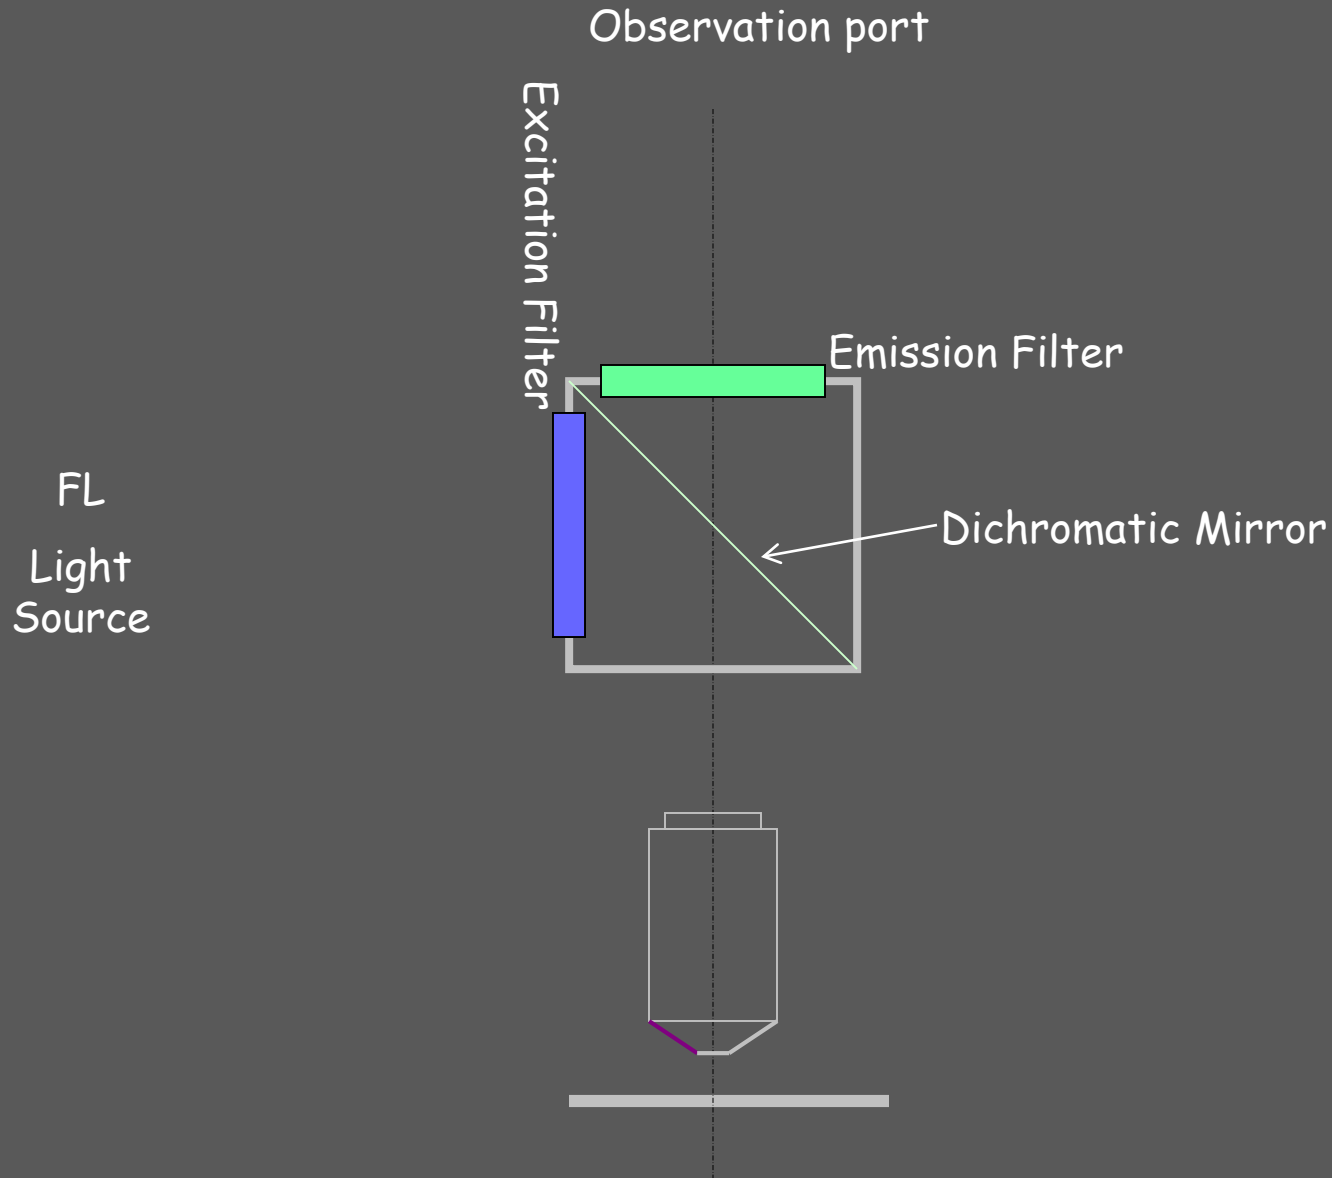 Observation port
Excitation Filter
Emission Filter
FL
Light
Source
Dichromatic Mirror